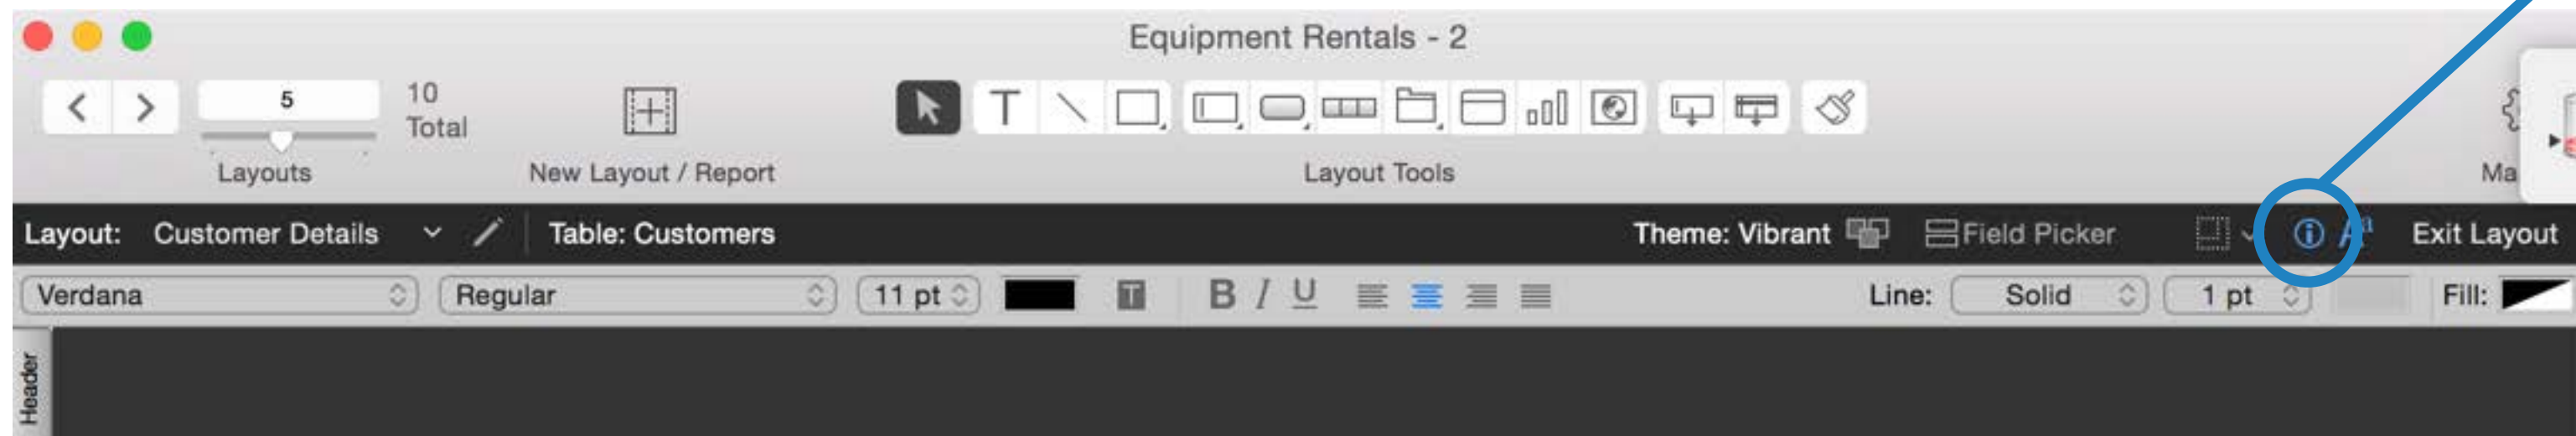 Equipment Rentals - 2
5
10
Total
Layouts
New Layout / Report
T
Layout Tools
Ma
Layout: Customer Details
Table: Customers
Theme: Vibrant
Field Picker
Aa
Exit Layout
Verdana
Regular
11 pt
T
B I U
Line:
Solid
1 pt
Fill:
Header